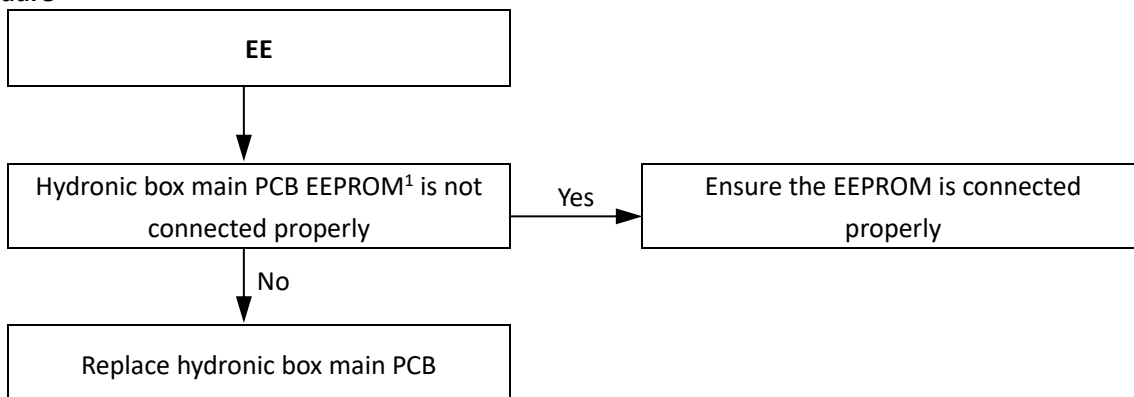 EE
Hydronic box main PCB EEPROM¹ is not
connected properly
Yes
Ensure the EEPROM is connected
properly
No
Replace hydronic box main PCB